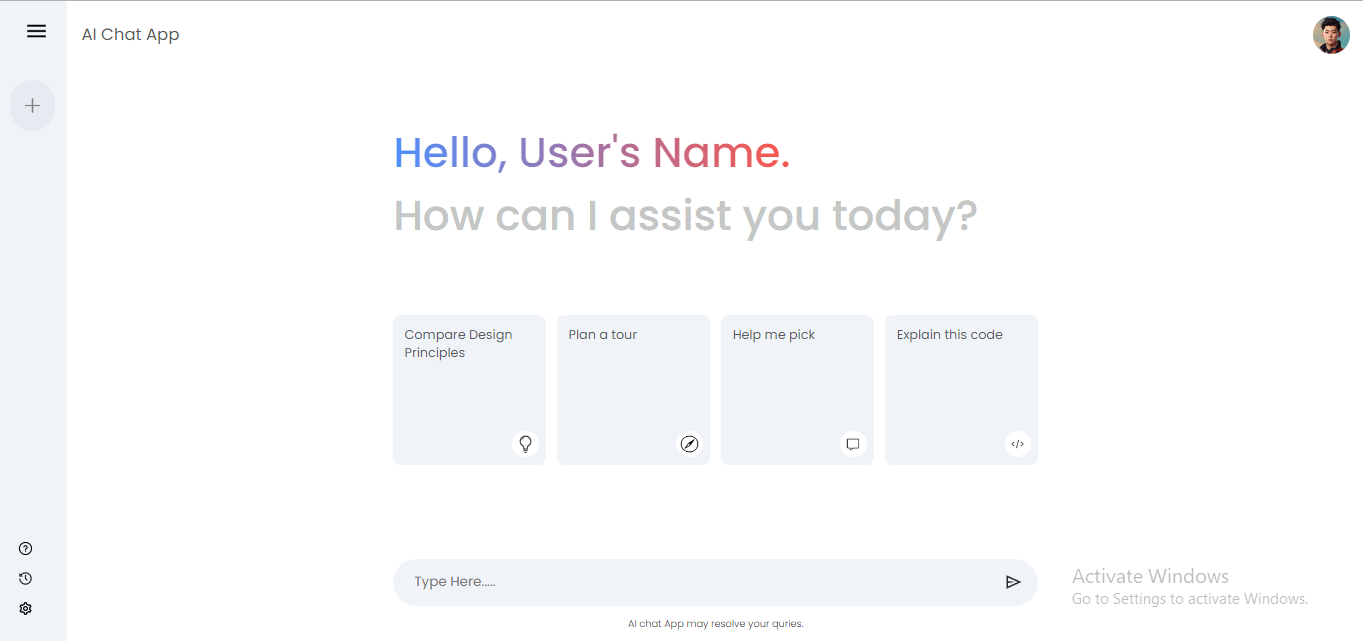 AI Chat App
Hello, User's Name.
How can I assist you today?
Compare Design
Principles
Plan a tour
Help me pick
Explain this code
Type Here.....
AI chat App may resolve your quries.
Activate Windows
Go to Settings to activate Windows.